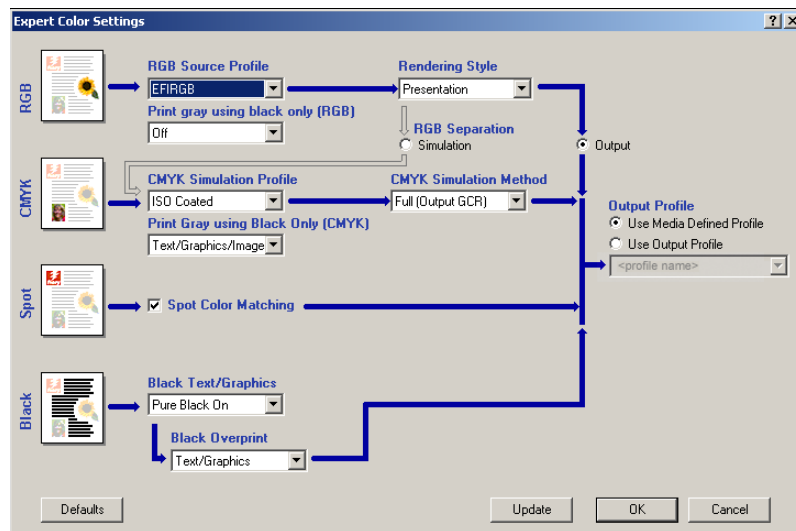 Expert Color Settings
RGB
RGB Source Profile
Rendering Style
EFIRGB
Presentation
Print gray using black only (RGB)
Off
RGB Separation
Simulation
Output
CMYK
CMYK Simulation Profile
CMYK Simulation Method
ISO Coated
Full (Output GCR)
Print Gray using Black Only (CMYK)
Text/Graphics/Image
Output Profile
Use Media Defined Profile
Use Output Profile
<profile name>
Spot
Spot Color Matching
Black
Black Text/Graphics
Pure Black On
Black Overprint
Text/Graphics
Defaults
Update
OK
Cancel